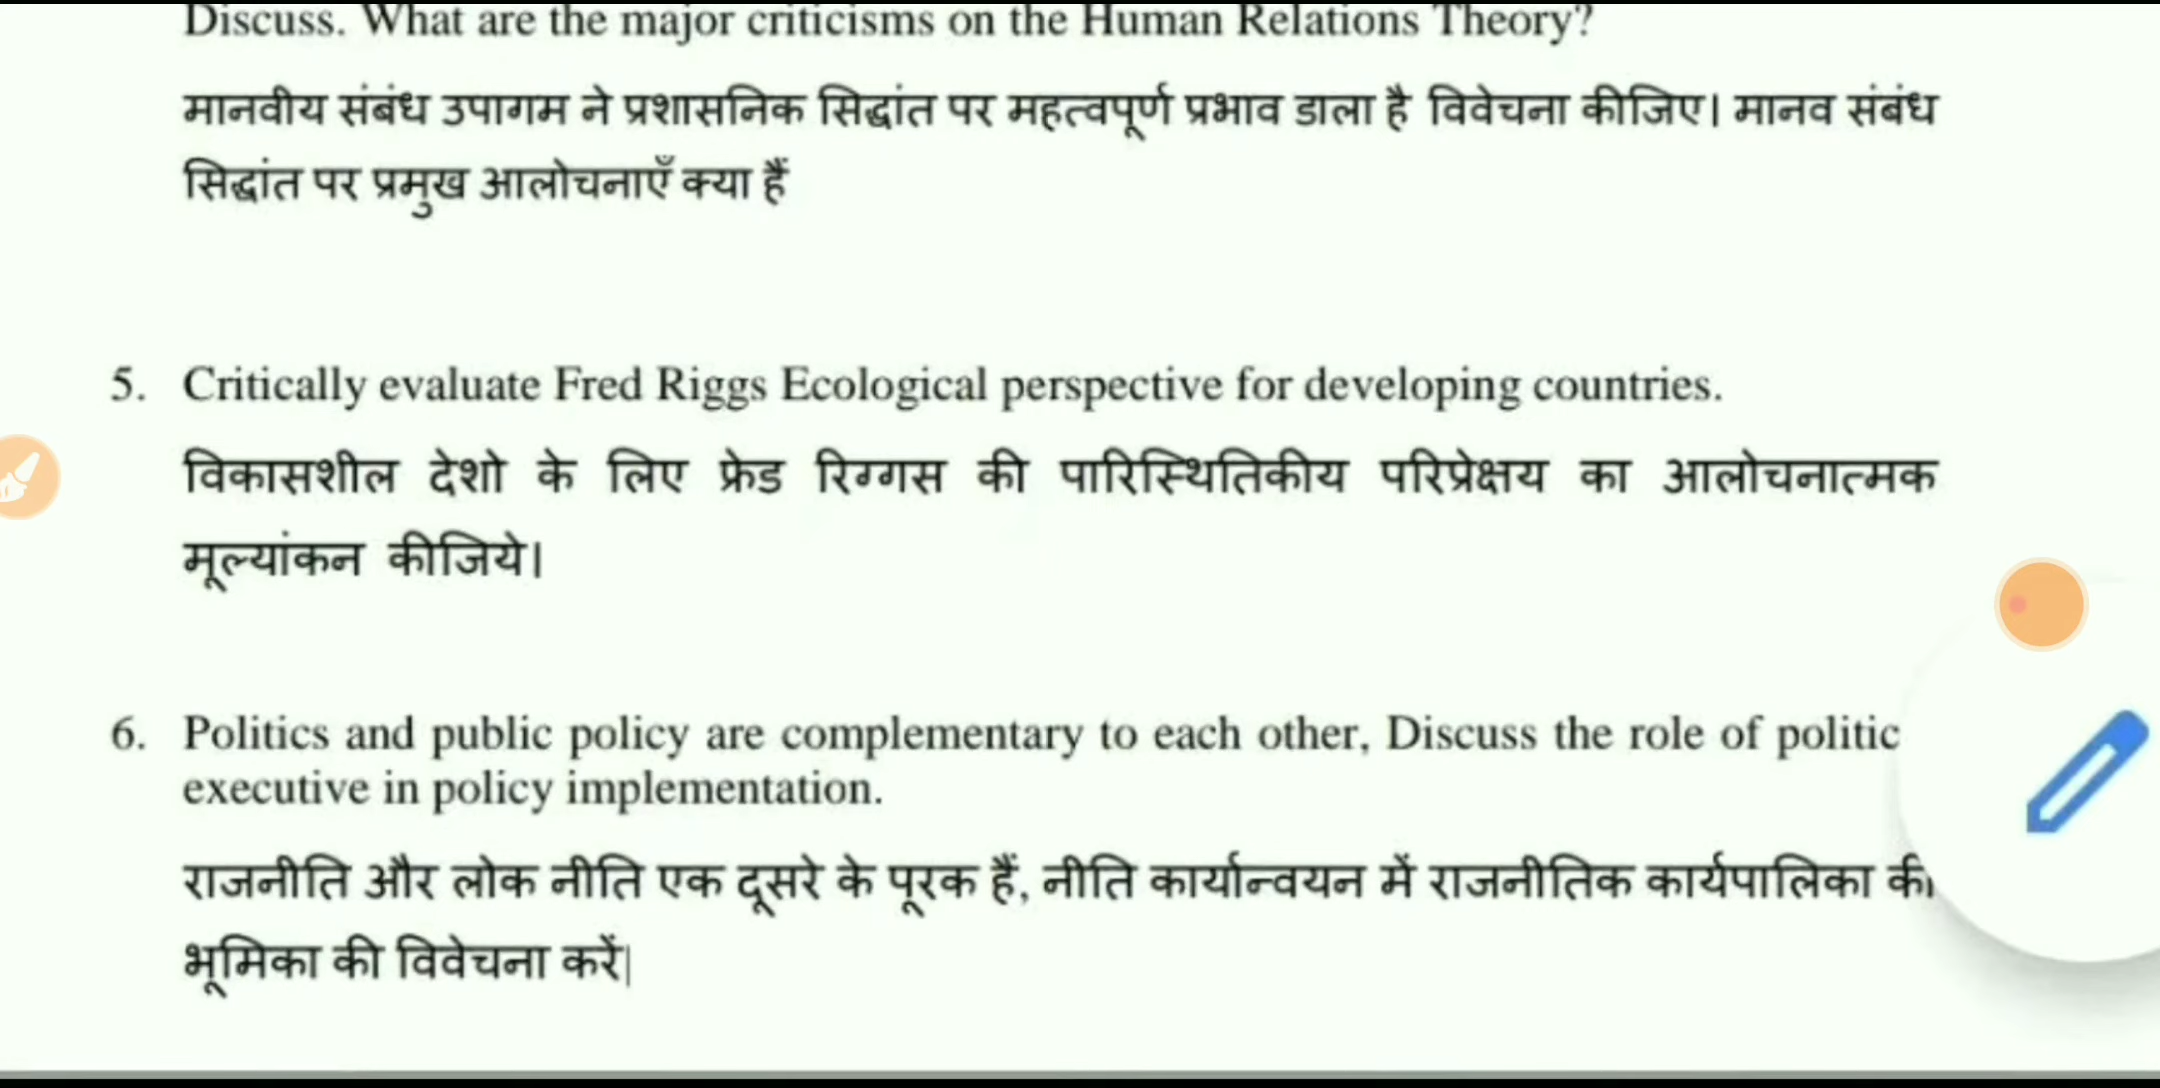 Discuss. What are the major criticisms on the Human Relations Theory?
मानवीय संबंध उपागम ने प्रशासनिक सिद्धांत पर महत्वपूर्ण प्रभाव डाला है विवेचना कीजिए। मानव संबंध
सिद्धांत पर प्रमुख आलोचनाएँ क्या हैं
5. Critically evaluate Fred Riggs Ecological perspective for developing countries.
विकासशील देशो के लिए फ्रेड रिग्गस की पारिस्थितिकीय परिप्रेक्षय का आलोचनात्मक
मूल्यांकन कीजिये।
6. Politics and public policy are complementary to each other, Discuss the role of politic
executive in policy implementation.
राजनीति और लोक नीति एक दूसरे के पूरक हैं, नीति कार्यान्वयन में राजनीतिक कार्यपालिका की
भूमिका की विवेचना करें|